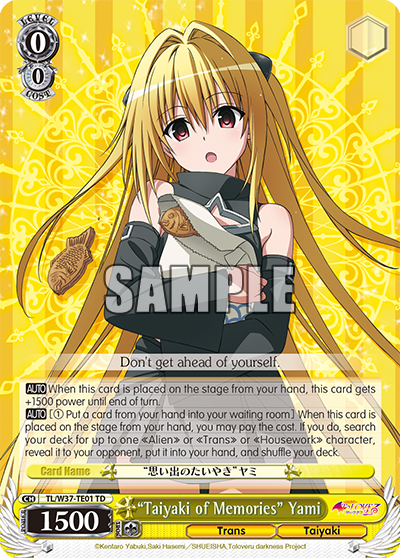 LEVEL
0
0
COST
SAMPLE
Don't get ahead of yourself.
AUTO When this card is placed on the stage from your hand, this card gets
+1500 power until end of turn.
AUTO [① Put a card from your hand into your waiting room] When this card is
placed on the stage from your hand, you may pay the cost. If you do, search
your deck for up to one «Alien» or «Trans» or «Housework» character,
reveal it to your opponent, put it into your hand, and shuffle your deck.
Card Name
"思い出のたいやき"ヤミ
CH TL/W37-TE01 TD
1500
"Taiyaki of Memories" Yami
Trans
Taiyaki
©Kentaro Yabuki,Saki Hasemi／SHUEISHA,Toloveru darkness Project